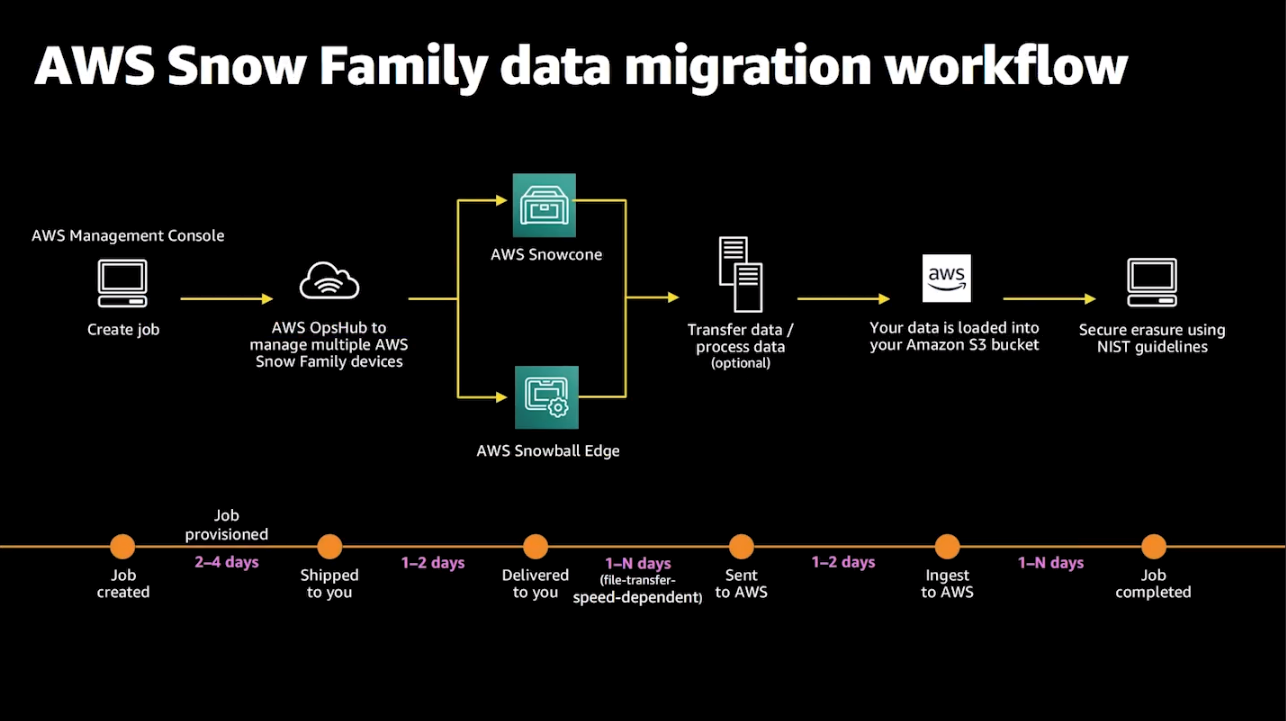 AWS Snow Family data migration workflow
AWS Management Console
Create job
AWS OpsHub to
manage multiple AWS
Snow Family devices
AWS Snowcone
AWS Snowball Edge
Transfer data /
process data
(optional)
aws
Your data is loaded into
your Amazon S3 bucket
Secure erasure using
NIST guidelines
Job
created
Job
provisioned
2–4 days
Shipped
to you
1–2 days
Delivered
to you
1–N days
(file-transfer-
speed-dependent)
Sent
to AWS
1–2 days
Ingest
to AWS
1–N days
Job
completed